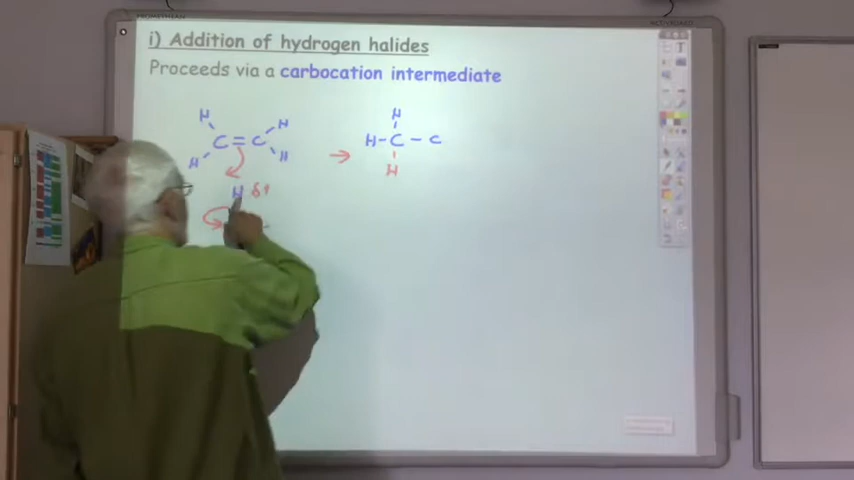 i) Addition of hydrogen halides
Proceeds via a carbocation intermediate
H H H
C = C → H - C - C
H H H
H δ+